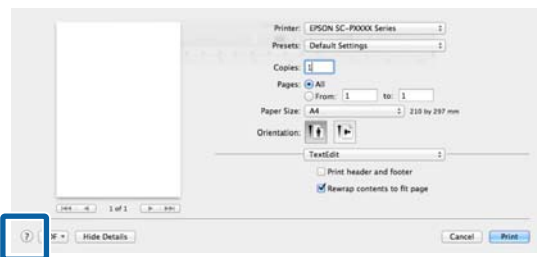 Printer: EPSON SC-PXXXX Series
Presets: Default Settings
Copies: 1
Pages: All
From: 1 to: 1
Paper Size: A4 210 by 297 mm
Orientation:
TextEdit
Print header and footer
Rewrap contents to fit page
1 of 1
? DF Hide Details Cancel Print